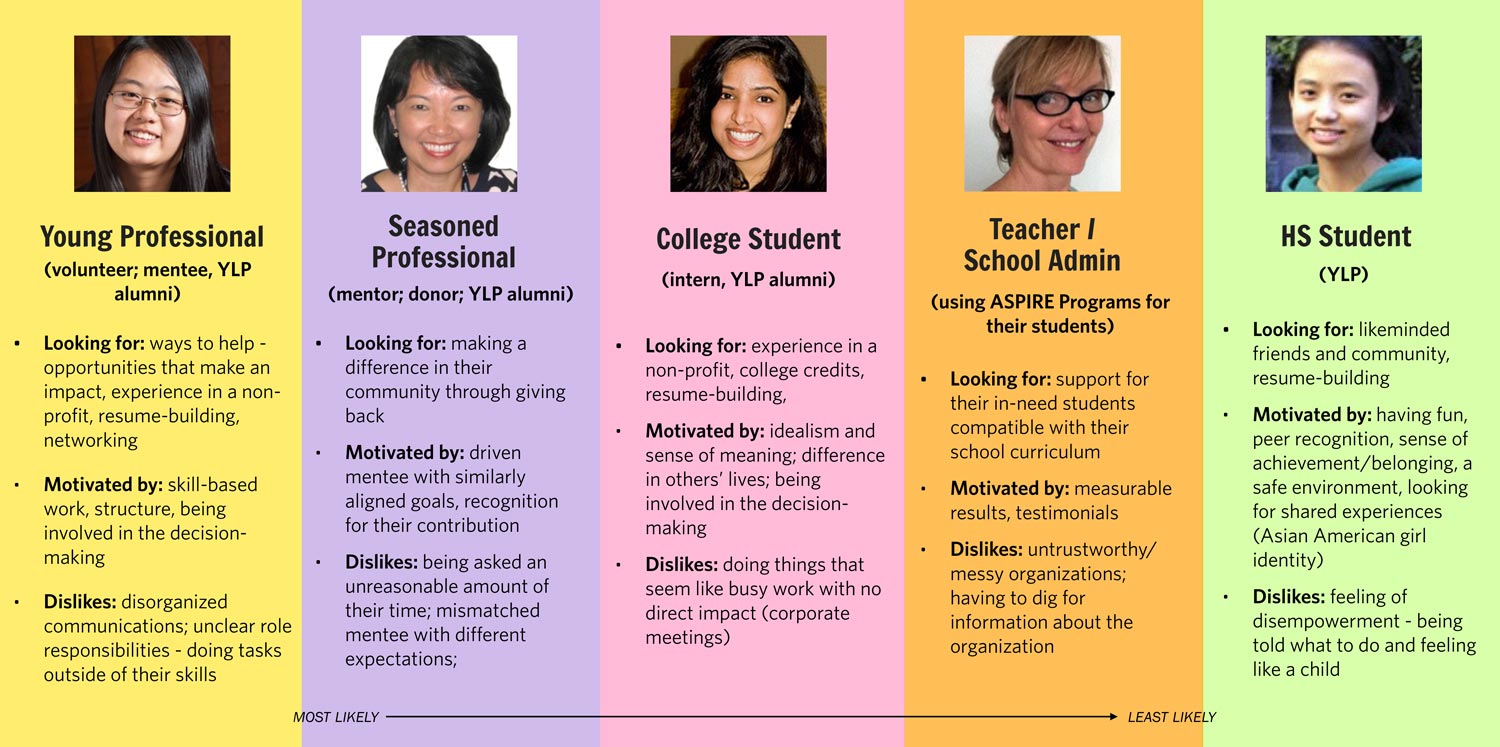 Young Professional
(volunteer; mentee, YLP
alumni)
• Looking for: ways to help -
opportunities that make an
impact, experience in a non-
profit, resume-building,
networking
• Motivated by: skill-based
work, structure, being
involved in the decision-
making
• Dislikes: disorganized
communications; unclear role
responsibilities - doing tasks
outside of their skills
Seasoned
Professional
(mentor; donor; YLP alumni)
• Looking for: making a
difference in their
community through giving
back
• Motivated by: driven
mentee with similarly
aligned goals, recognition
for their contribution
• Dislikes: being asked an
unreasonable amount of
their time; mismatched
mentee with different
expectations;
College Student
(intern, YLP alumni)
• Looking for: experience in a
non-profit, college credits,
resume-building,
• Motivated by: idealism and
sense of meaning; difference
in others’ lives; being
involved in the decision-
making
• Dislikes: doing things that
seem like busy work with no
direct impact (corporate
meetings)
Teacher /
School Admin
(using ASPIRE Programs for
their students)
• Looking for: support for
their in-need students
compatible with their
school curriculum
• Motivated by: measurable
results, testimonials
• Dislikes: untrustworthy/
messy organizations;
having to dig for
information about the
organization
HS Student
(YLP)
• Looking for: likeminded
friends and community,
resume-building
• Motivated by: having fun,
peer recognition, sense of
achievement/belonging, a
safe environment, looking
for shared experiences
(Asian American girl
identity)
• Dislikes: feeling of
disempowerment - being
told what to do and feeling
like a child
MOST LIKELY
LEAST LIKELY